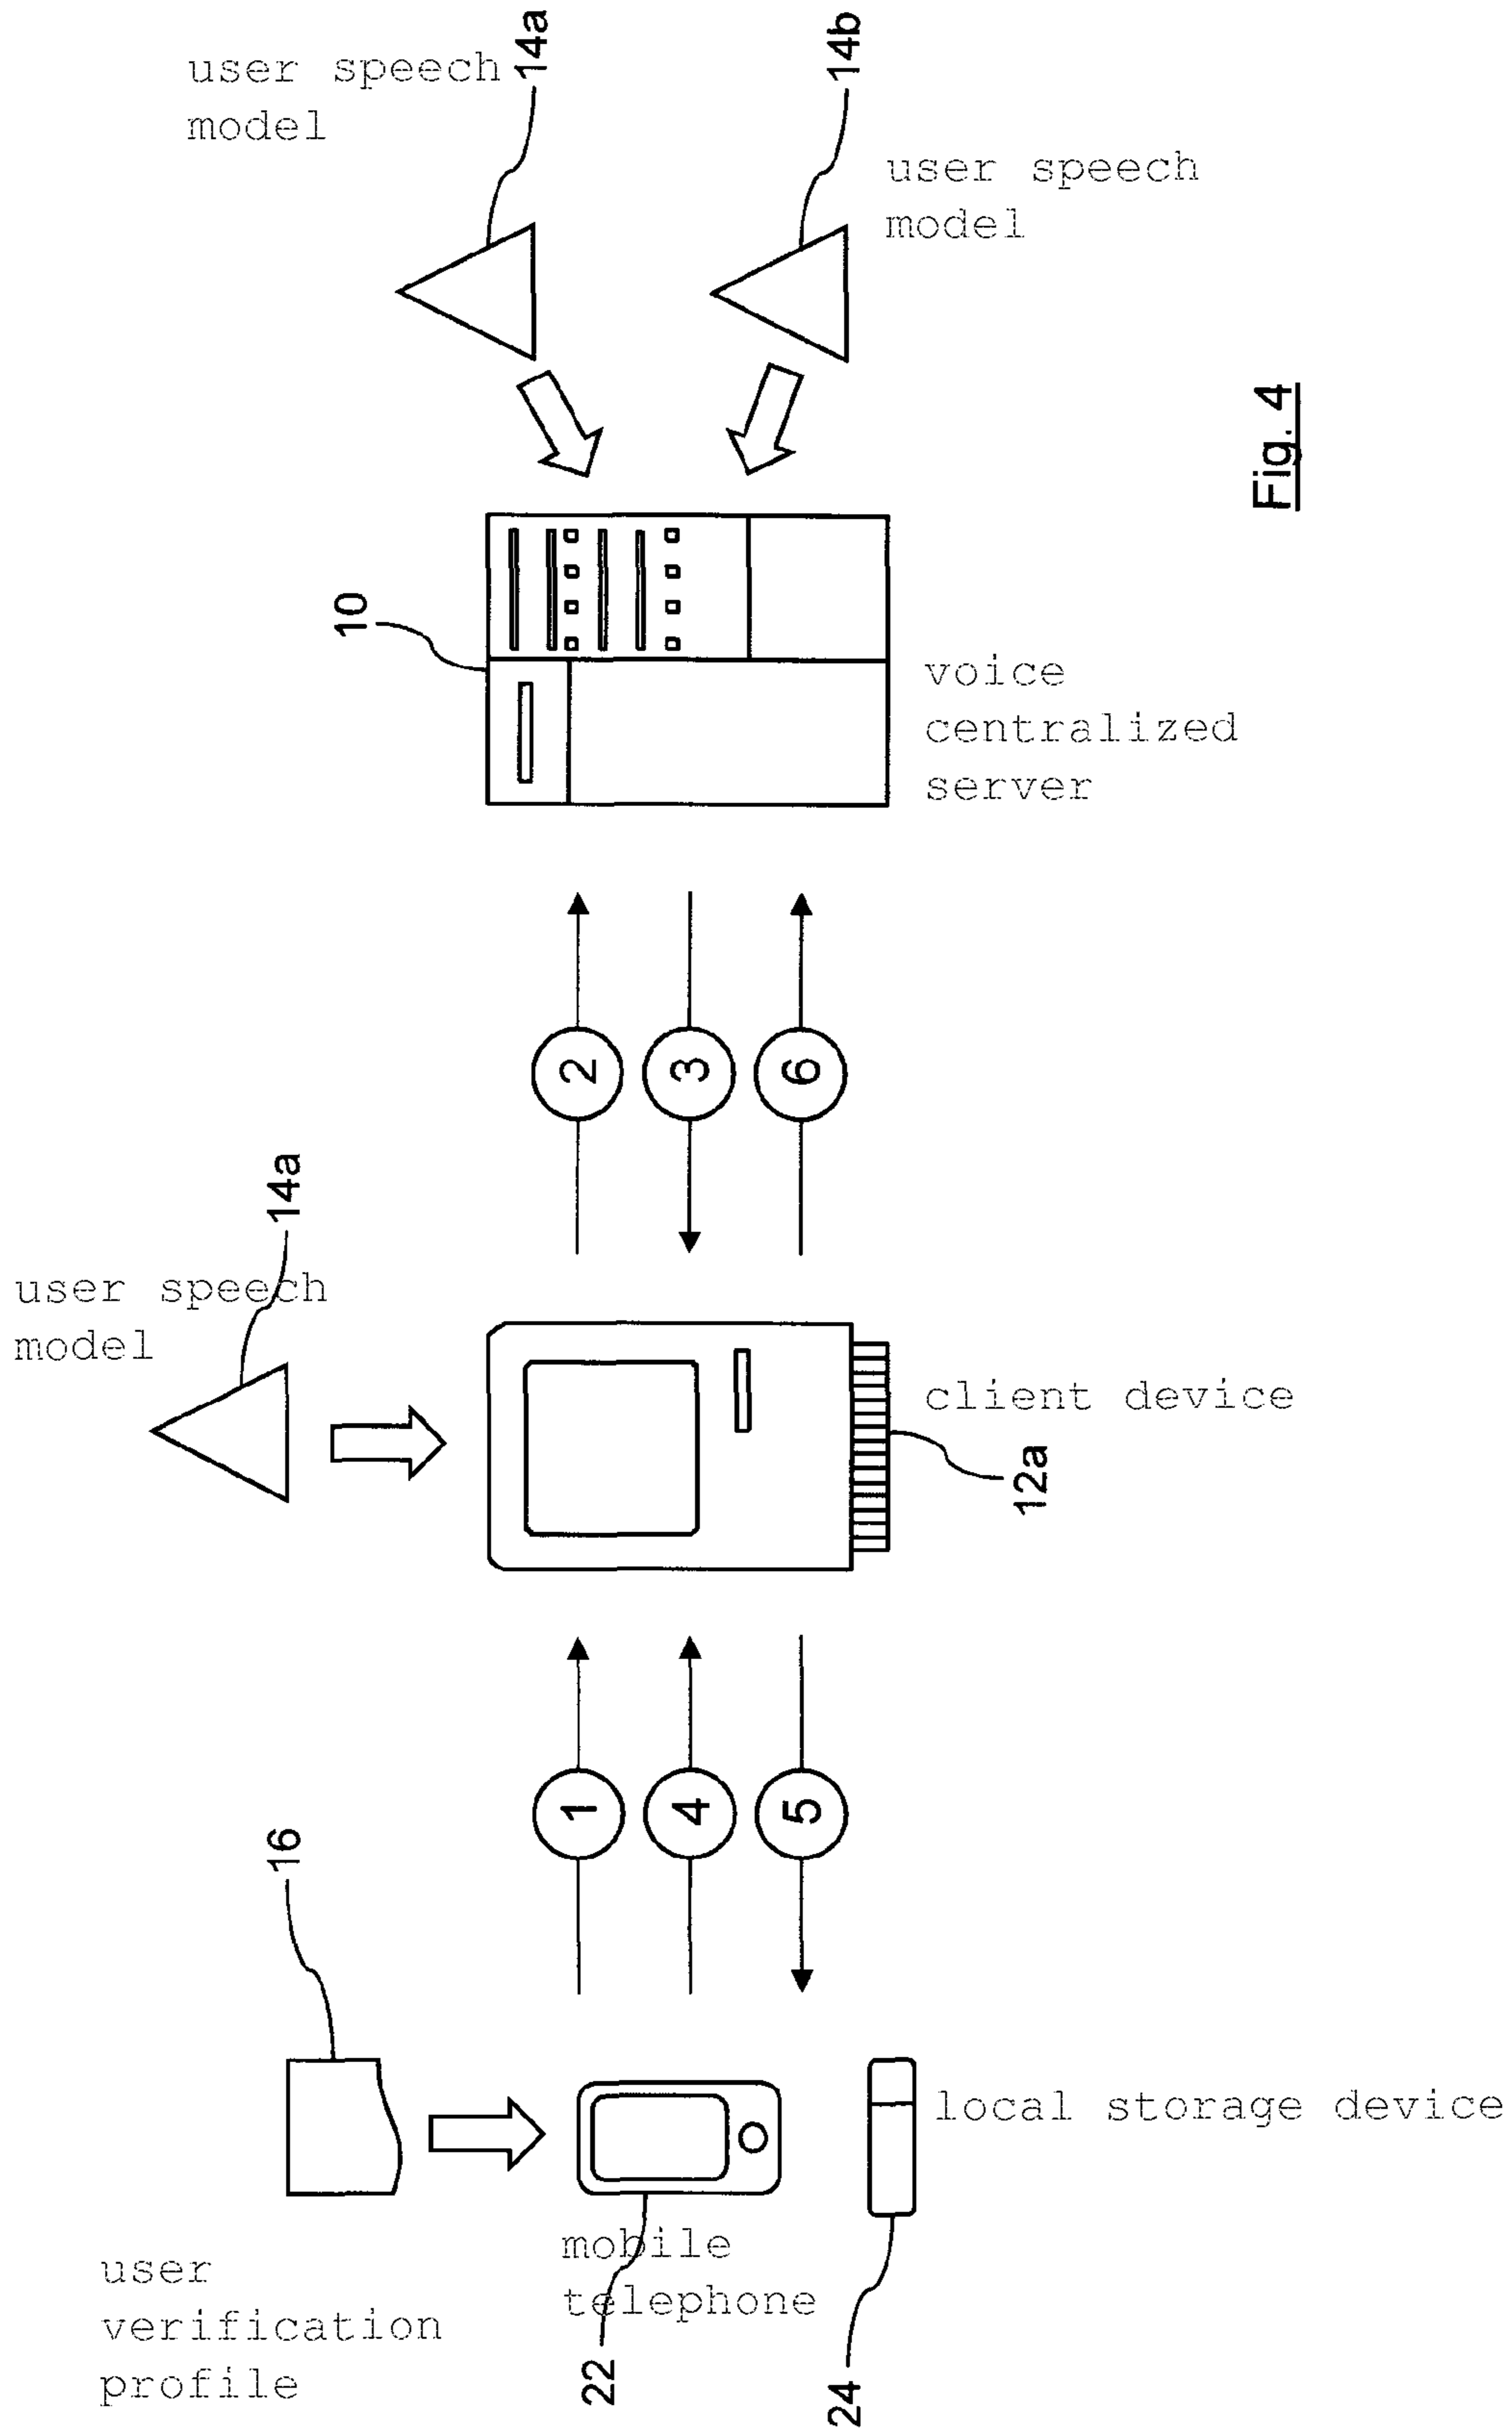 user speech
model
14a
14b
user speech
model
10
voice
centralized
server
Fig. 4
2
3
6
14a
user speech
model
client device
12a
1
4
5
16
user
verification
profile
mobile
telephone
22
local storage device
24